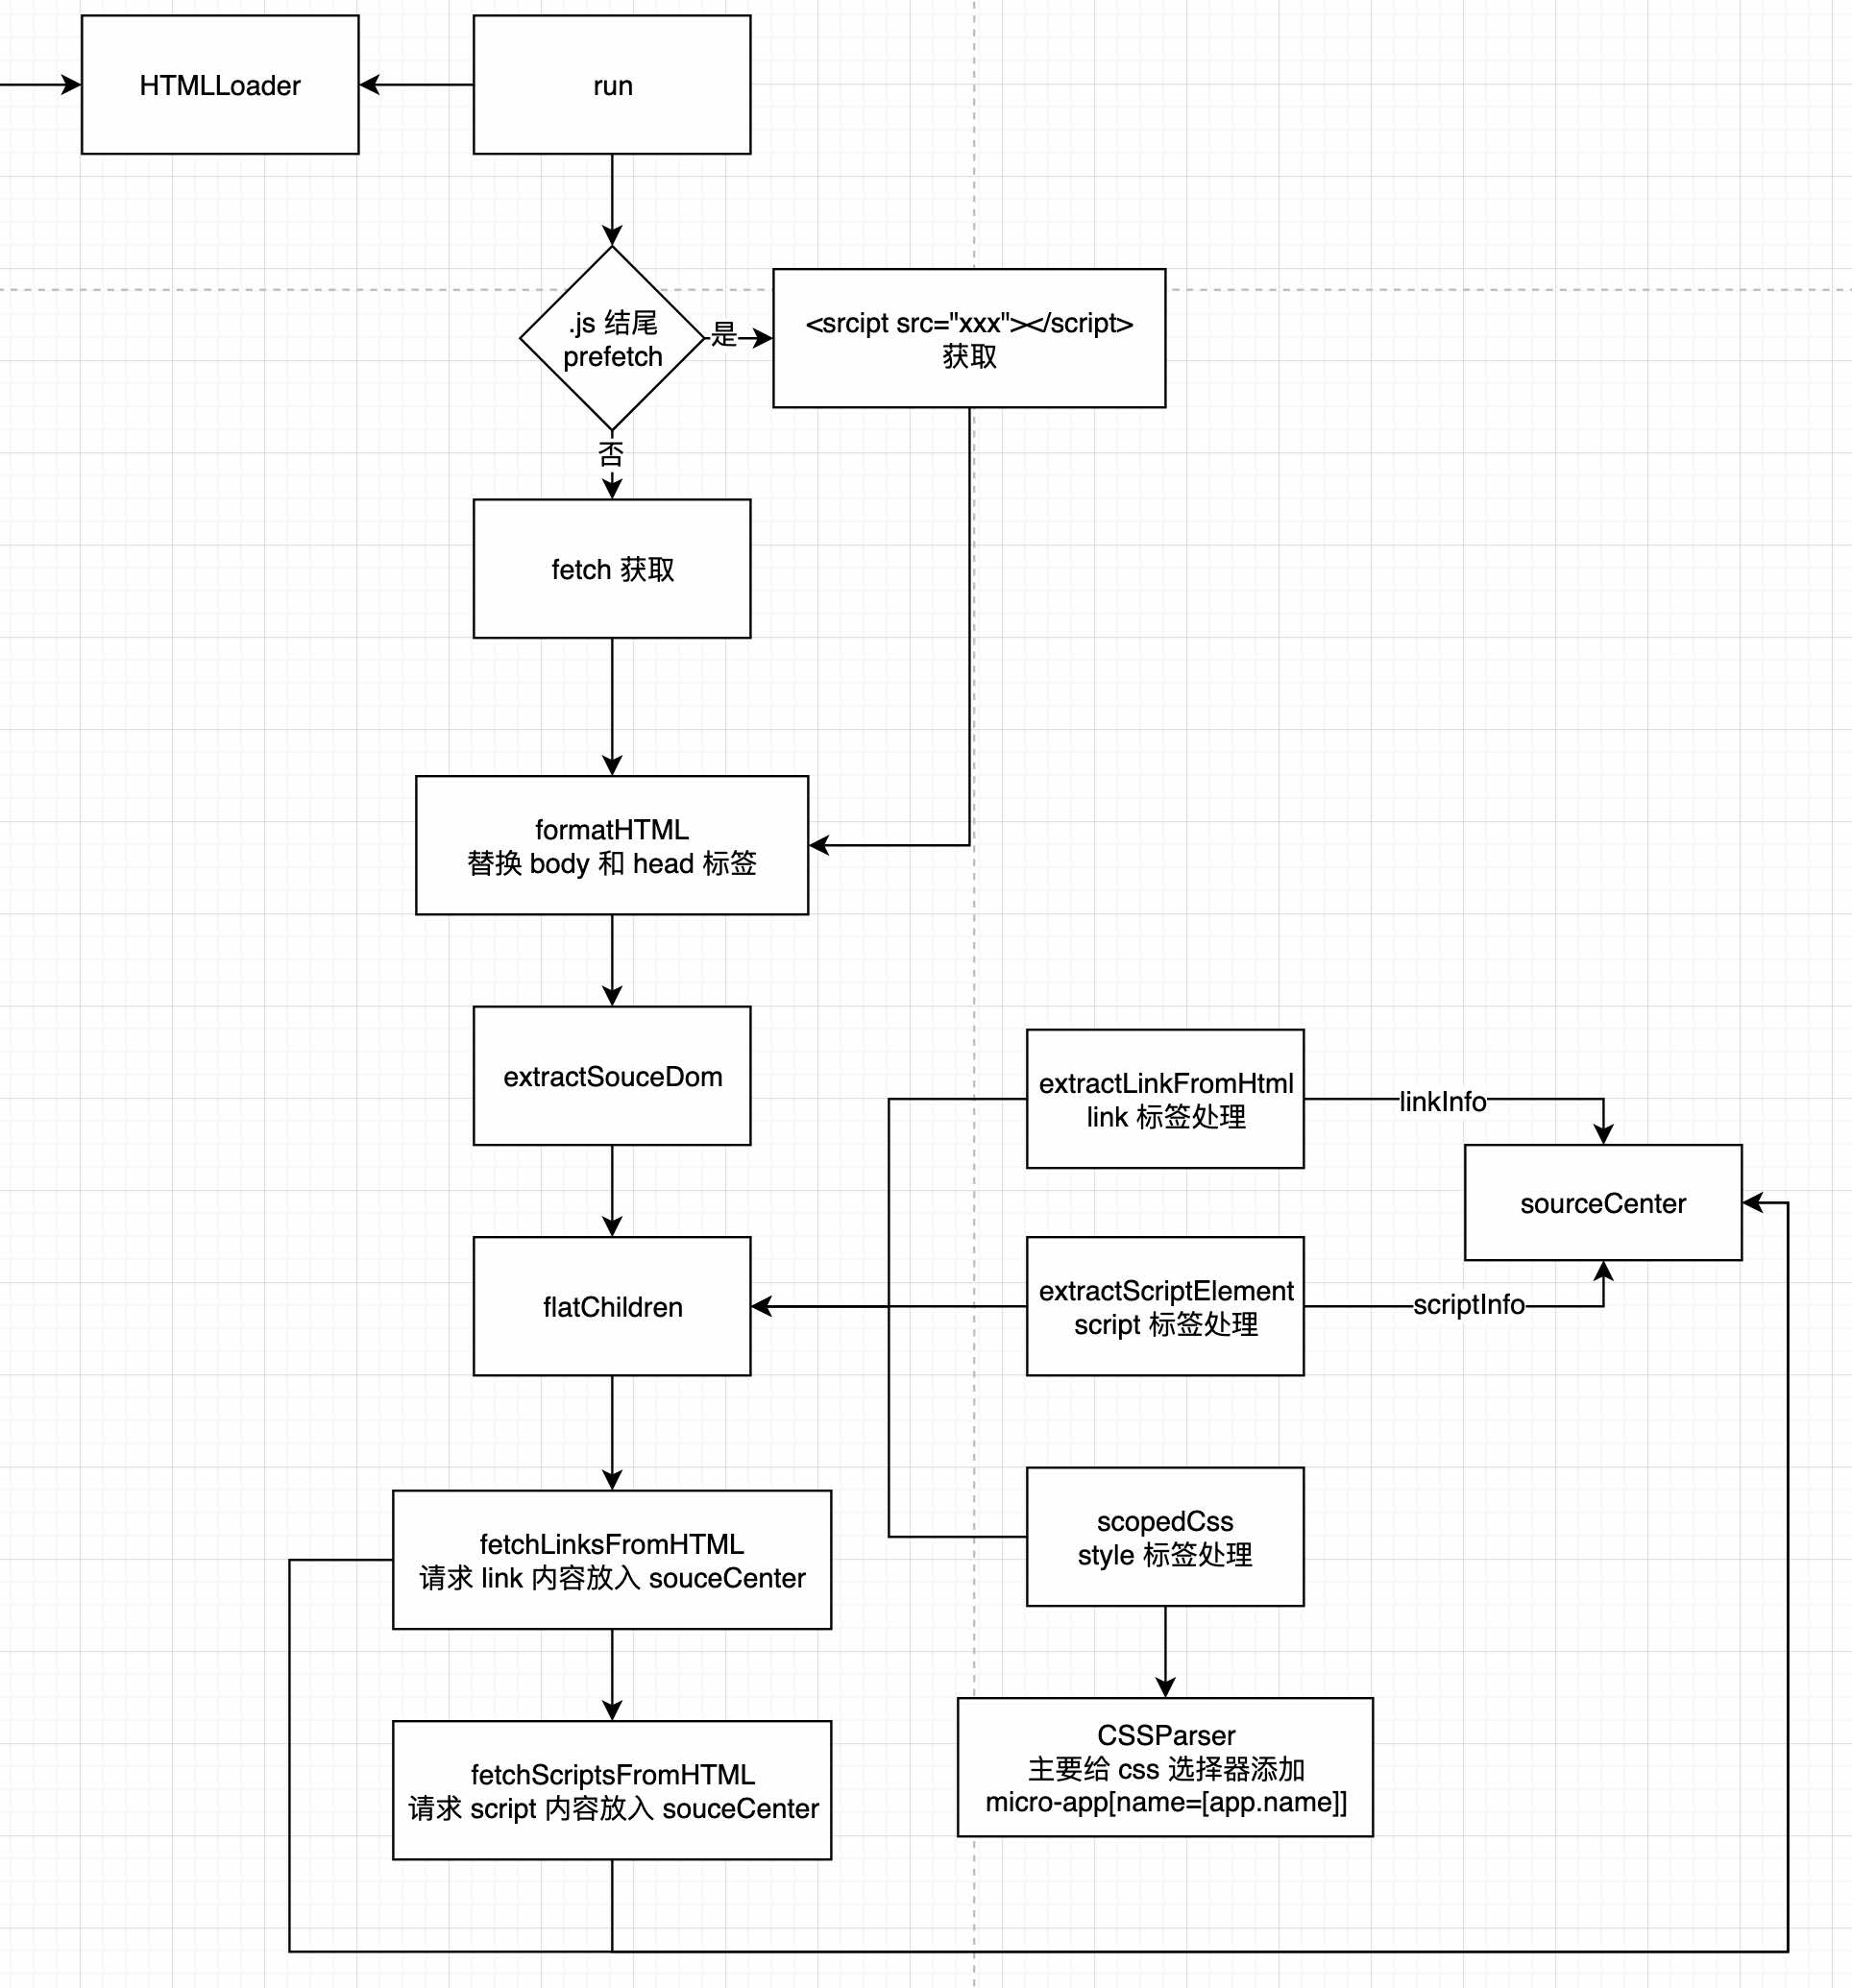 HTMLLoader
run
.js 结尾
prefetch
是
<srcipt src="xxx"></script>
获取
否
fetch 获取
formatHTML
替换 body 和 head 标签
extractSouceDom
extractLinkFromHtml
link 标签处理
linkInfo
sourceCenter
flatChildren
extractScriptElement
script 标签处理
scriptInfo
fetchLinksFromHTML
请求 link 内容放入 souceCenter
scopedCss
style 标签处理
fetchScriptsFromHTML
请求 script 内容放入 souceCenter
CSSParser
主要给 css 选择器添加
micro-app[name=[app.name]]